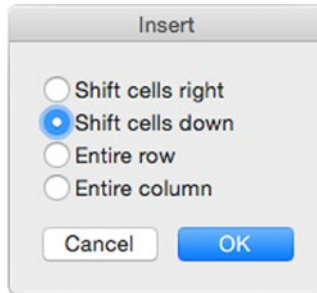 Insert
Shift cells right
Shift cells down
Entire row
Entire column
Cancel OK